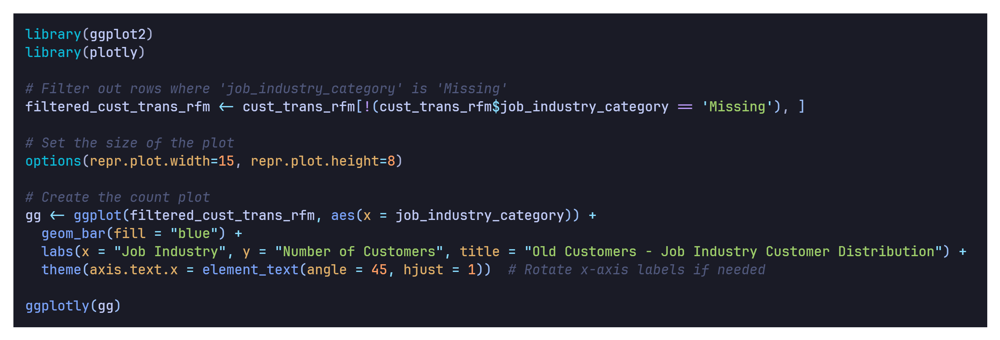 library(ggplot2)
library(plotly)
# Filter out rows where 'job_industry_category' is 'Missing'
filtered_cust_trans_rfm <- cust_trans_rfm[!(cust_trans_rfm$job_industry_category == 'Missing'), ]
# Set the size of the plot
options(repr.plot.width=15, repr.plot.height=8)
# Create the count plot
gg <- ggplot(filtered_cust_trans_rfm, aes(x = job_industry_category)) +
  geom_bar(fill = "blue") +
  labs(x = "Job Industry", y = "Number of Customers", title = "Old Customers - Job Industry Customer Distribution") +
  theme(axis.text.x = element_text(angle = 45, hjust = 1))  # Rotate x-axis labels if needed
ggplotly(gg)